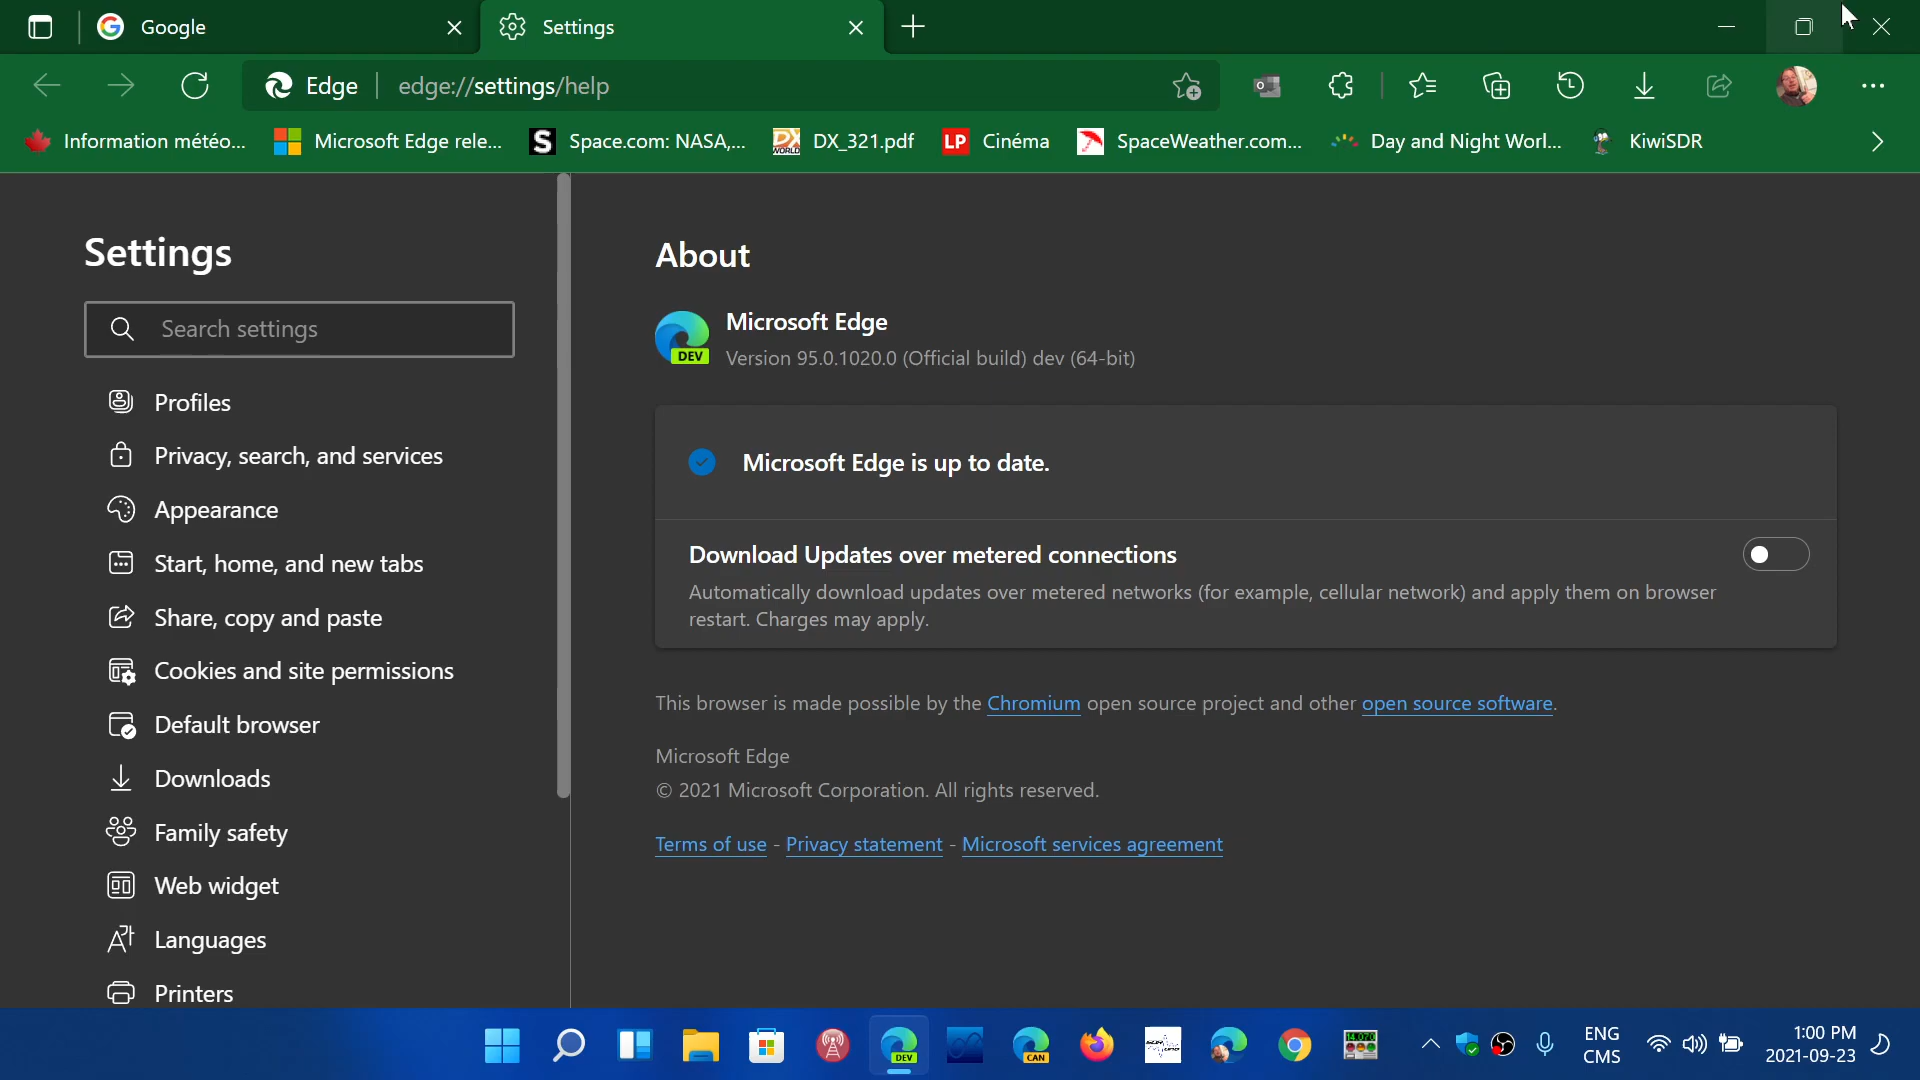 Google
Settings
Edge
edge://settings/help
Information météo...
Microsoft Edge rele...
S
Space.com: NASA,...
DX
WORLD
DX_321.pdf
LP
Cinéma
SpaceWeather.com...
Day and Night Worl...
KiwiSDR
Settings
Search settings
Profiles
Privacy, search, and services
Appearance
Start, home, and new tabs
Share, copy and paste
Cookies and site permissions
Default browser
Downloads
Family safety
Web widget
Languages
Printers
About
Microsoft Edge
DEV
Version 95.0.1020.0 (Official build) dev (64-bit)
Microsoft Edge is up to date.
Download Updates over metered connections
Automatically download updates over metered networks (for example, cellular network) and apply them on browser
restart. Charges may apply.
This browser is made possible by the Chromium open source project and other open source software.
Microsoft Edge
© 2021 Microsoft Corporation. All rights reserved.
Terms of use - Privacy statement - Microsoft services agreement
DEV
CAN
14.070
ENG
CMS
1:00 PM
2021-09-23